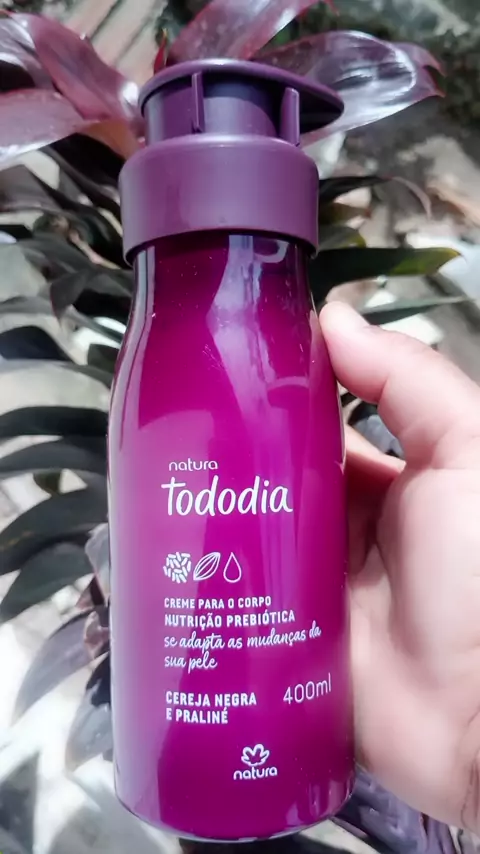 natura
Tododia
CREME PARA O CORPO
NUTRIÇÃO PREBIÓTICA
se adapta as mudanças da
sua pele
CEREJA NEGRA
E PRALINÉ
400ml
natura